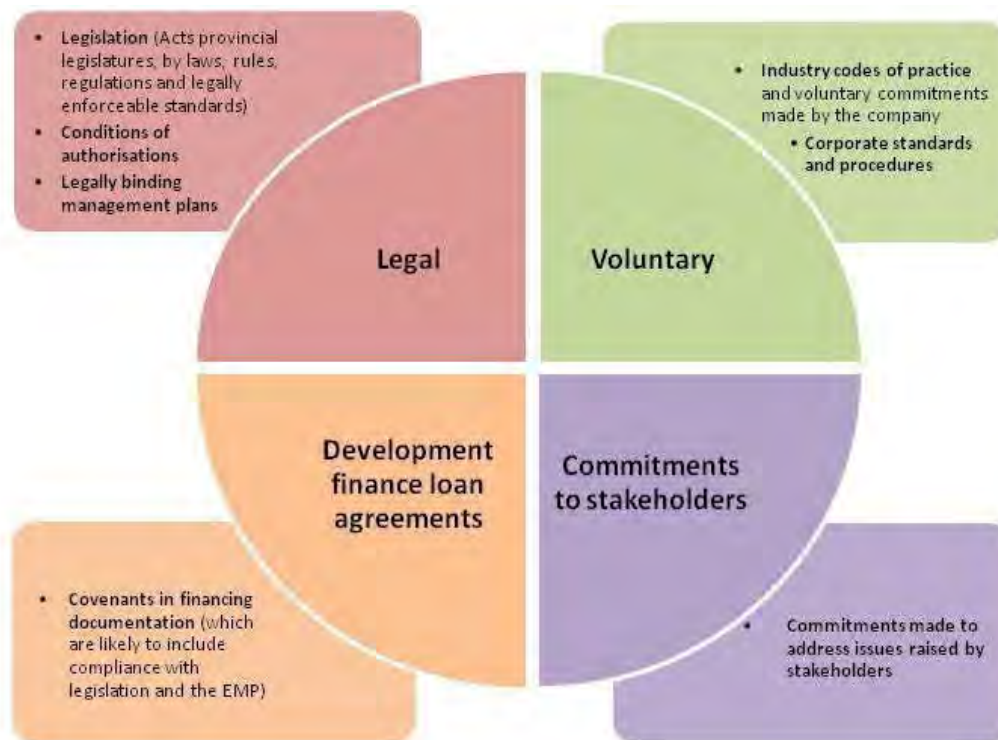 • Legislation (Acts provincial
legislatures, by laws, rules,
regulations and legally
enforceable standards)
• Conditions of
authorisations
• Legally binding
management plans
• Industry codes of practice
and voluntary commitments
made by the company
• Corporate standards
and procedures
Legal
Voluntary
Development
finance loan
agreements
Commitments
to stakeholders
• Covenants in financing
documentation (which
are likely to include
compliance with
legislation and the EMP)
• Commitments made to
address issues raised by
stakeholders